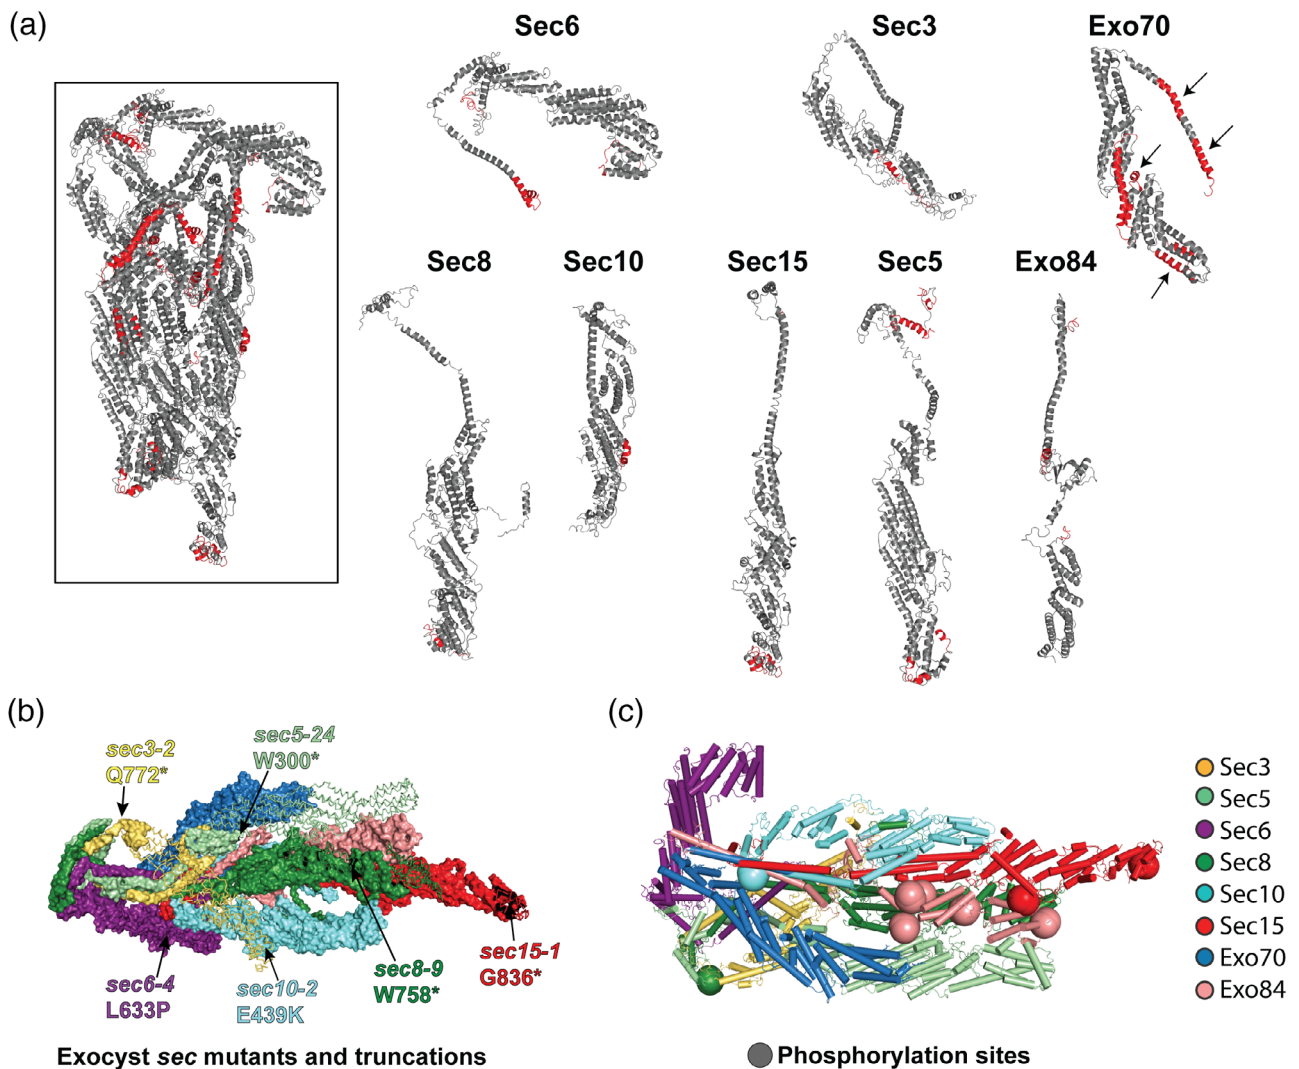 (a)
Sec6
Sec3
Exo70
Sec8
Sec10
Sec15
Sec5
Exo84
(b)
sec3-2
Q772*
sec5-24
W300*
sec6-4
L633P
sec10-2
E439K
sec8-9
W758*
sec15-1
G836*
Exocyst sec mutants and truncations
(c)
Sec3
Sec5
Sec6
Sec8
Sec10
Sec15
Exo70
Exo84
Phosphorylation sites